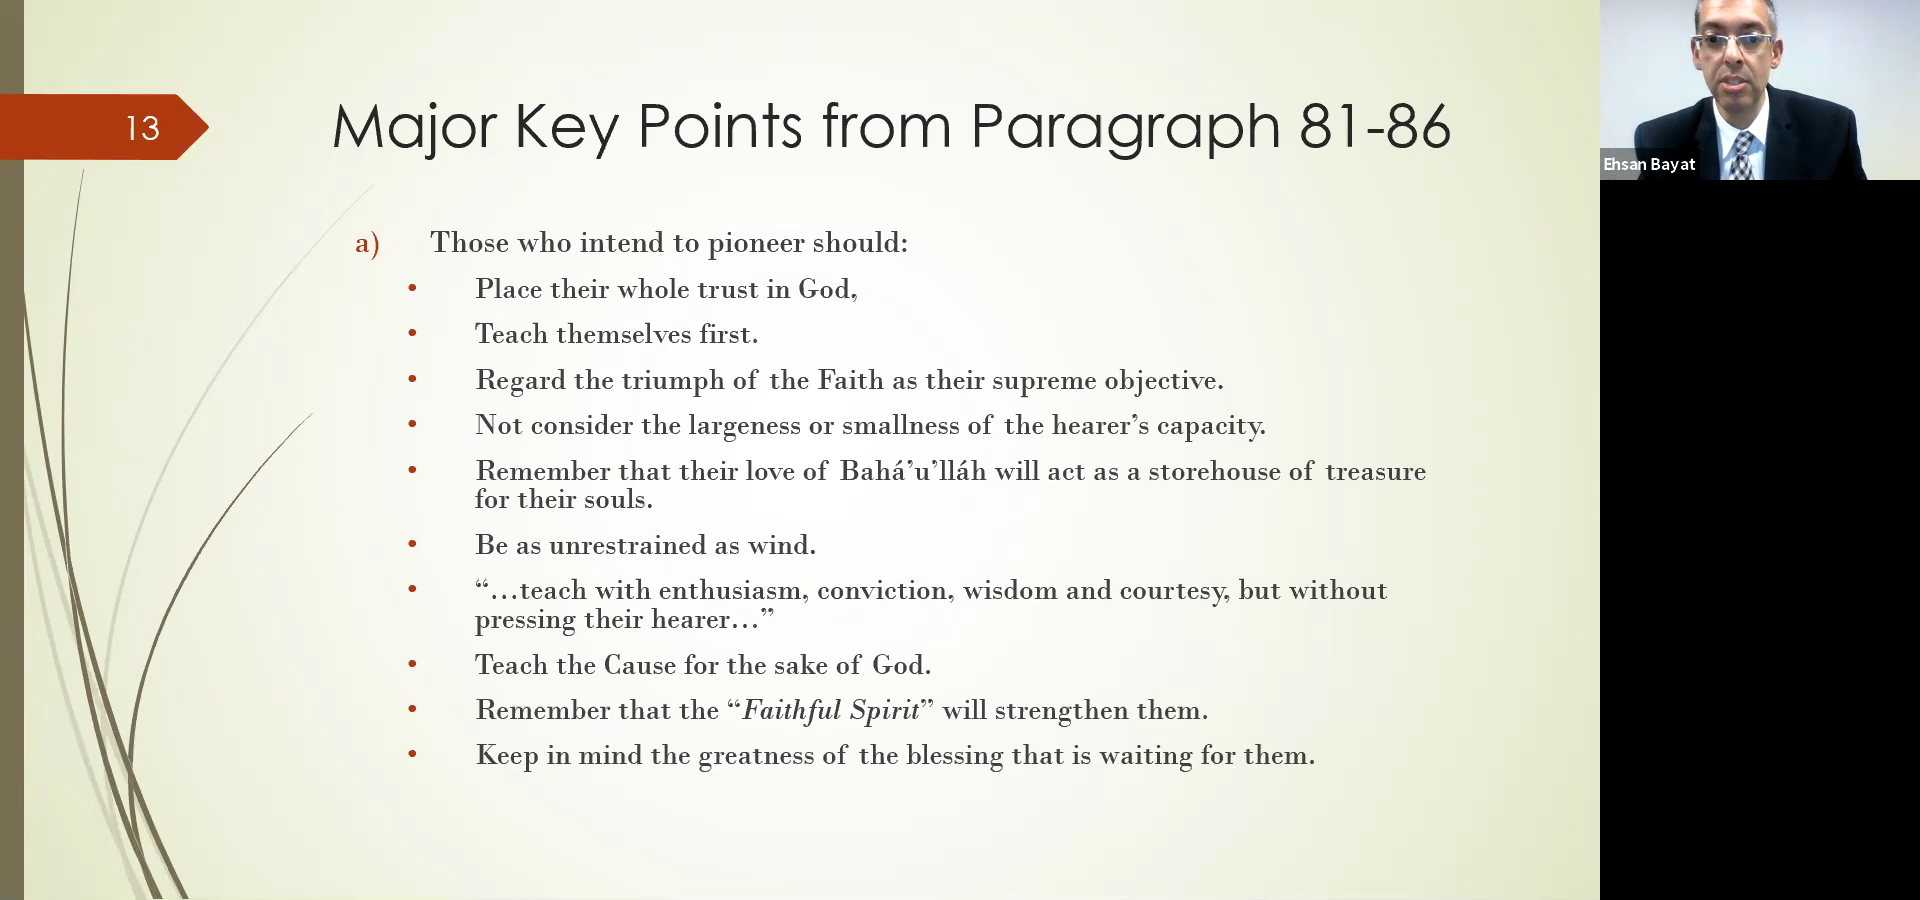 13
Major Key Points from Paragraph 81-86
a) Those who intend to pioneer should:
• Place their whole trust in God,
• Teach themselves first.
• Regard the triumph of the Faith as their supreme objective.
• Not consider the largeness or smallness of the hearer’s capacity.
• Remember that their love of Bahá’u’lláh will act as a storehouse of treasure
for their souls.
• Be as unrestrained as wind.
• “…teach with enthusiasm, conviction, wisdom and courtesy, but without
pressing their hearer…”
• Teach the Cause for the sake of God.
• Remember that the “Faithful Spirit” will strengthen them.
• Keep in mind the greatness of the blessing that is waiting for them.
Ehsan Bayat